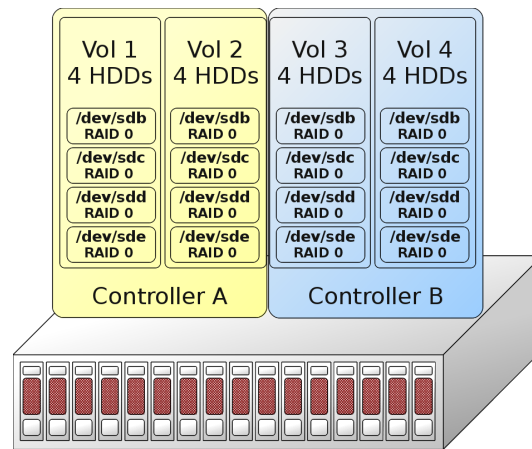 Vol 1
4 HDDs
/dev/sdb
RAID 0
/dev/sdc
RAID 0
/dev/sdd
RAID 0
/dev/sde
RAID 0
Vol 2
4 HDDs
/dev/sdb
RAID 0
/dev/sdc
RAID 0
/dev/sdd
RAID 0
/dev/sde
RAID 0
Controller A
Vol 3
4 HDDs
/dev/sdb
RAID 0
/dev/sdc
RAID 0
/dev/sdd
RAID 0
/dev/sde
RAID 0
Vol 4
4 HDDs
/dev/sdb
RAID 0
/dev/sdc
RAID 0
/dev/sdd
RAID 0
/dev/sde
RAID 0
Controller B